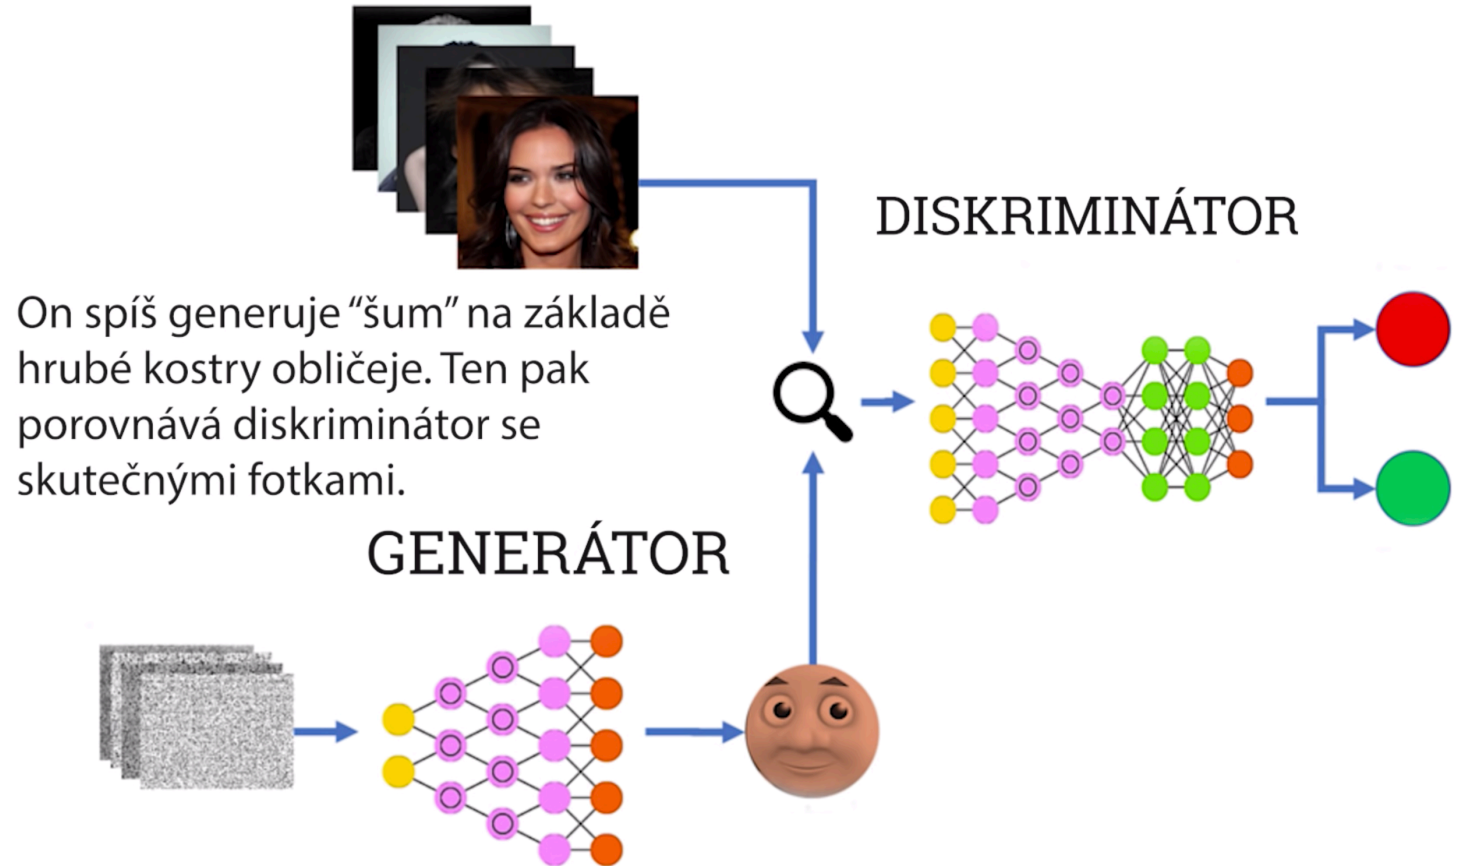 DISKRIMINÁTOR
On spíš generuje “šum” na základě
hrubé kostry obličeje. Ten pak
porovnává diskriminátor se
skutečnými fotkami.
GENERÁTOR